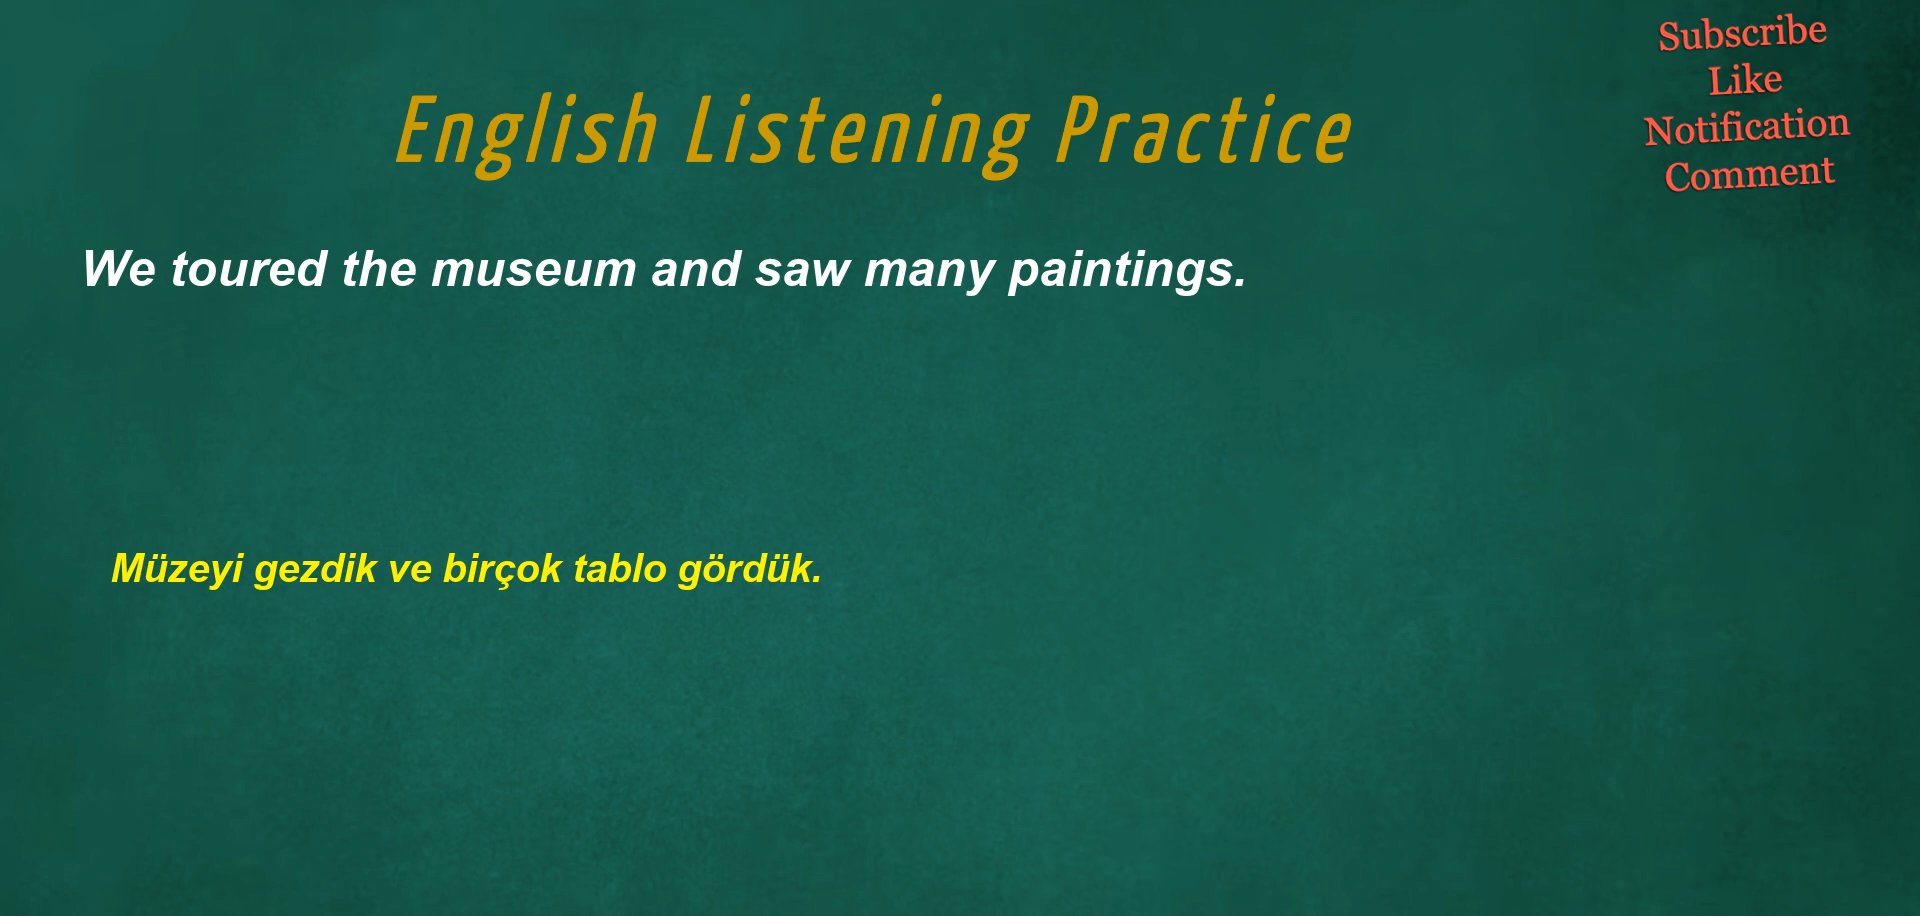 English Listening Practice
Subscribe
Like
Notification
Comment
We toured the museum and saw many paintings.
Müzeyi gezdik ve birçok tablo gördük.